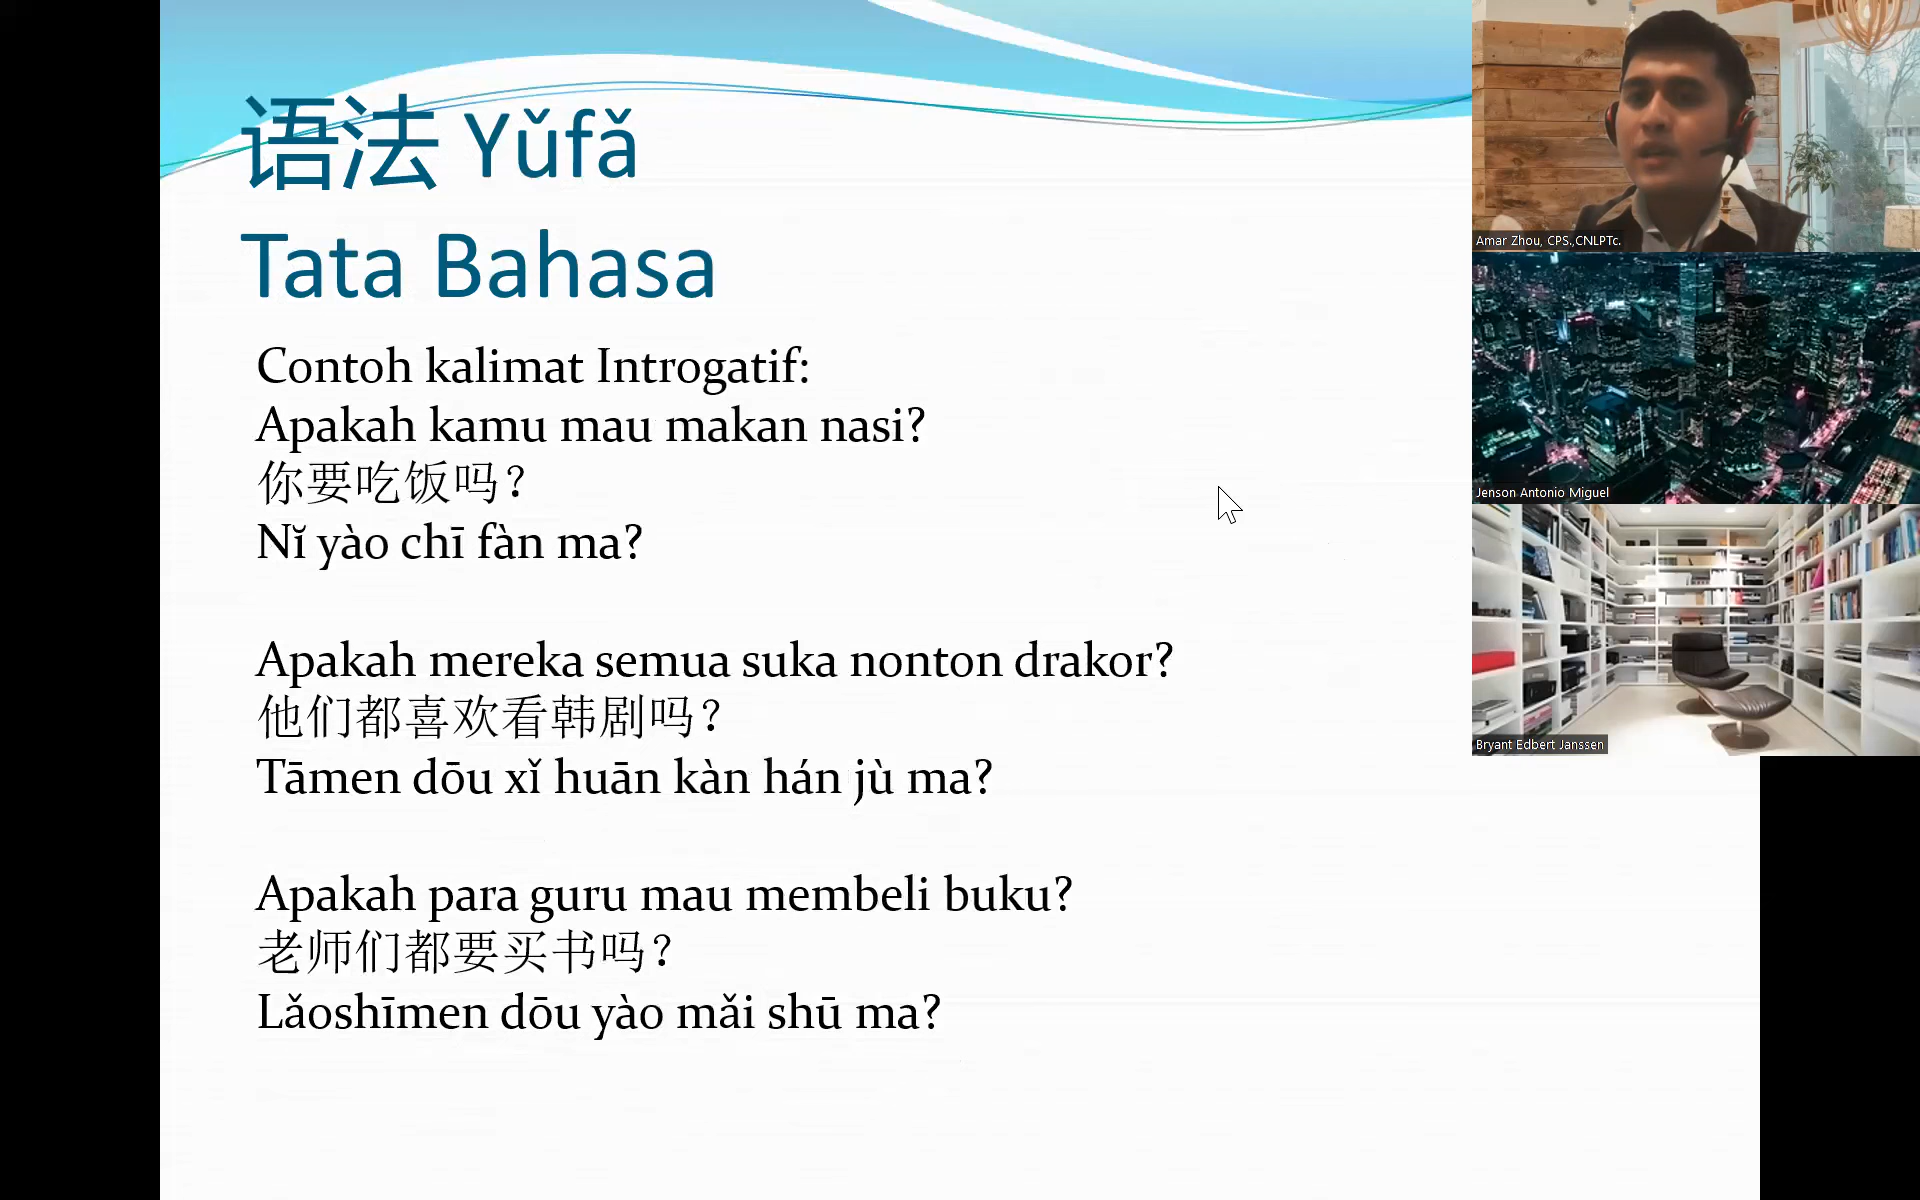 语法 Yǔfǎ
Tata Bahasa
Contoh kalimat Introgatif:
Apakah kamu mau makan nasi?
你要吃饭吗？
Nǐ yào chī fàn ma?
Apakah mereka semua suka nonton drakor?
他们都喜欢看韩剧吗？
Tāmen dōu xǐ huān kàn hán jù ma?
Apakah para guru mau membeli buku?
老师们都要买书吗？
Lǎoshīmen dōu yào mǎi shū ma?
Amar Zhou, CPS.,CNLPTc.
Jenson Antonio Miguel
Bryant Edbert Janssen